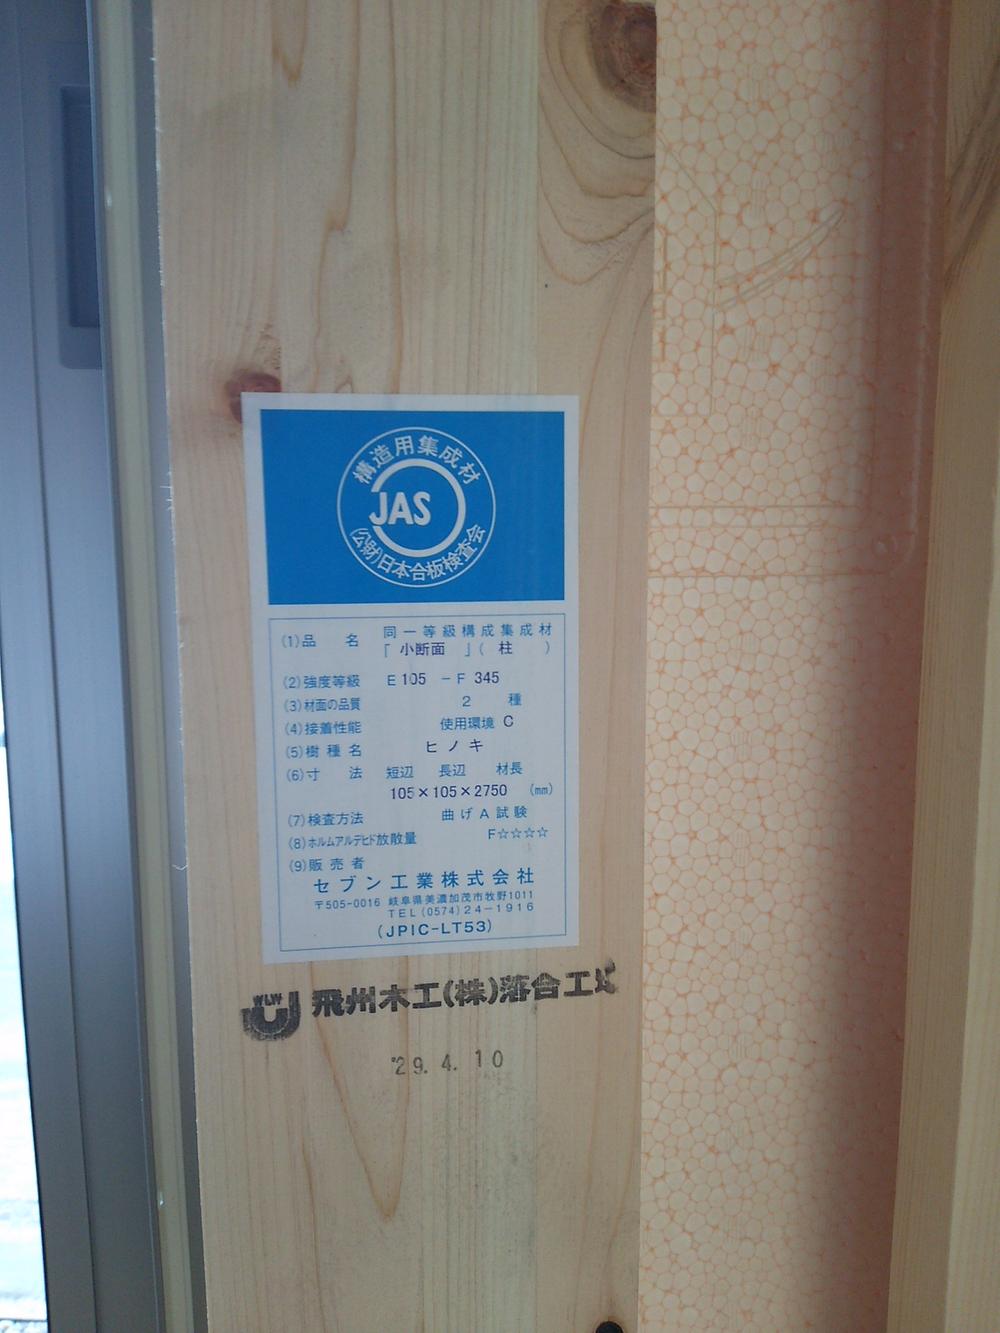 構造用集成材
JAS
(公財)日本合板検査会
(1)品 名 同一等級構成集成材
「 小断面 」( 柱 )
(2)強度等級 E 105 －F 345
(3)材面の品質 2 種
(4)接着性能 使用環境 C
(5)樹種名 ヒノキ
(6)寸 法 短辺 長辺 材長
105×105×2750 (mm)
(7)検査方法 曲げA試験
(8)ホルムアルデヒド放散量 F☆☆☆☆
(9)販売者
セブン工業株式会社
〒505-0016 岐阜県美濃加茂市牧野1011
TEL(0574)24-1916
(JPIC-LT53)
WLW 飛州木工(株)落合工場
'29.4.10